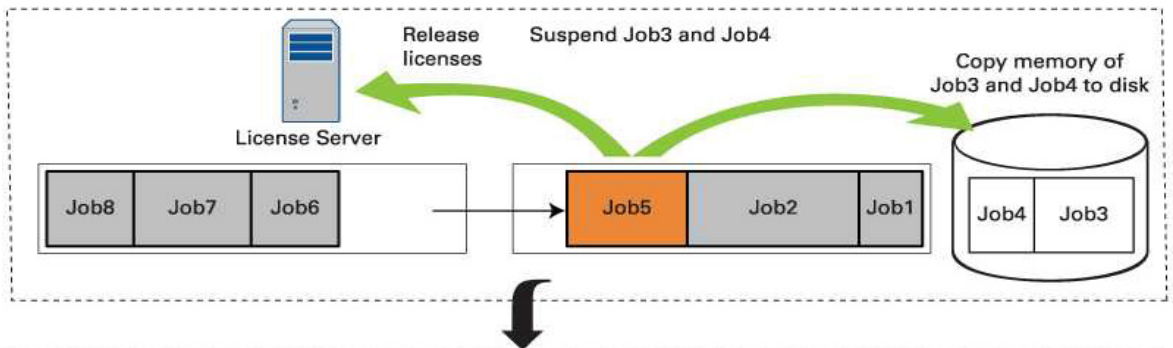 Release
licenses
Suspend Job3 and Job4
Copy memory of
Job3 and Job4 to disk
License Server
Job8
Job7
Job6
Job5
Job2
Job1
Job4
Job3